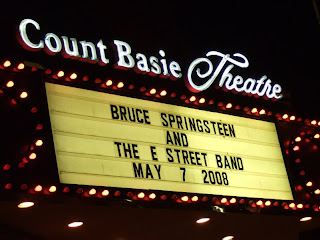 Count Basie Theatre
BRUCE SPRINGSTEEN
AND
THE E STREET BAND
MAY 7 2008